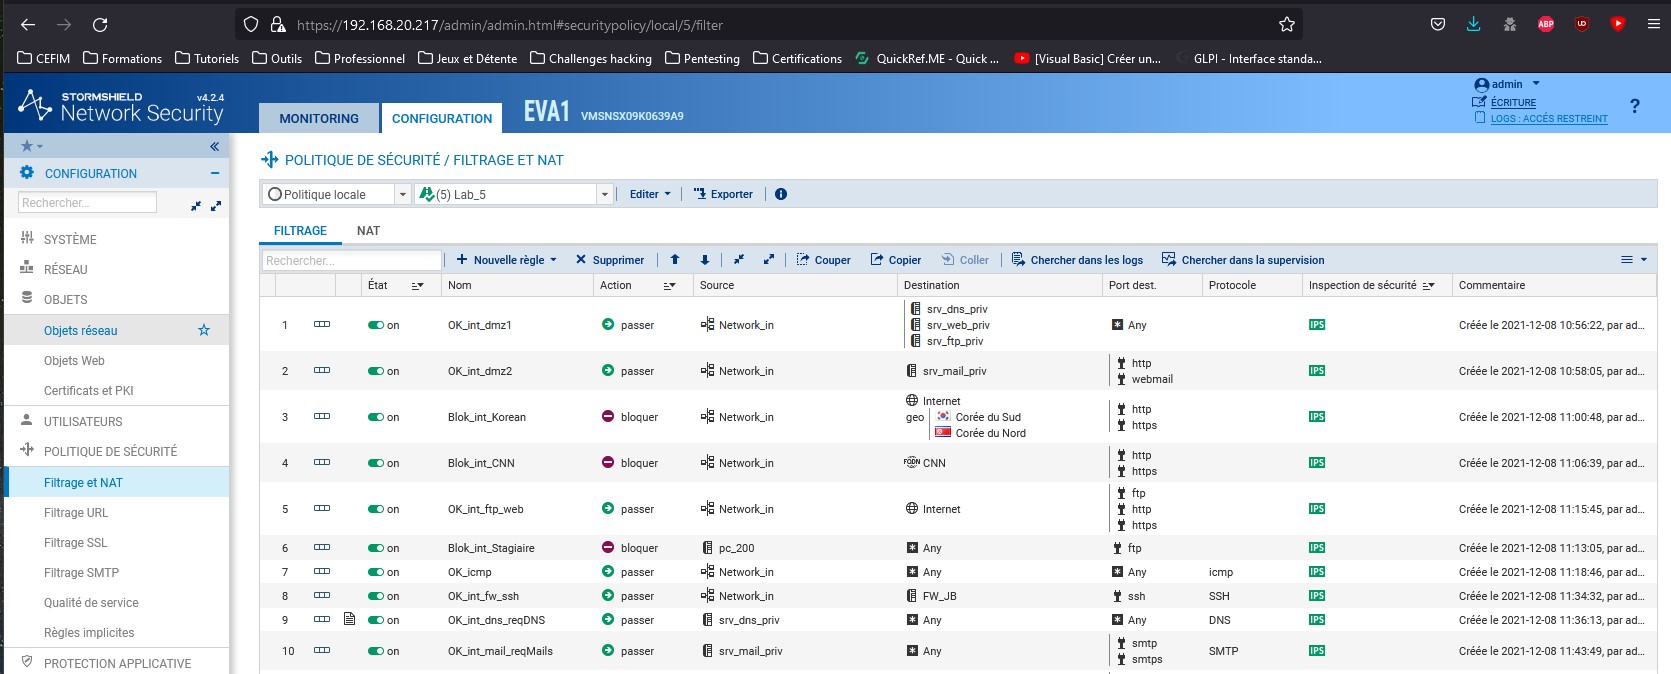 https://192.168.20.217/admin/admin.html#securitypolicy/local/5/filter
ABP
CEFIM Formations Tutoriels Outils Professionnel Jeux et Détente Challenges hacking Pentesting Certifications QuickRef.ME - Quick ... [Visual Basic] Créer un... GLPI - Interface standa...
STORMSHIELD v4.2.4
Network Security
MONITORING CONFIGURATION EVA1 VMSNSX09K0639A9
admin
ÉCRITURE
LOGS : ACCÈS RESTREINT
?
CONFIGURATION
Rechercher...
SYSTÈME
RÉSEAU
OBJETS
Objets réseau
Objets Web
Certificats et PKI
UTILISATEURS
POLITIQUE DE SÉCURITÉ
Filtrage et NAT
Filtrage URL
Filtrage SSL
Filtrage SMTP
Qualité de service
Règles implicites
PROTECTION APPLICATIVE
POLITIQUE DE SÉCURITÉ / FILTRAGE ET NAT
Politique locale (5) Lab_5 Editer Exporter
FILTRAGE NAT
Rechercher... Nouvelle règle Supprimer Couper Copier Coller Chercher dans les logs Chercher dans la supervision
État Nom Action Source Destination Port dest. Protocole Inspection de sécurité Commentaire
1 on OK_int_dmz1 passer Network_in srv_dns_priv srv_web_priv srv_ftp_priv Any IPS Créée le 2021-12-08 10:56:22, par ad...
2 on OK_int_dmz2 passer Network_in srv_mail_priv http webmail IPS Créée le 2021-12-08 10:58:05, par ad...
3 on Blok_int_Korean bloquer Network_in Internet geo Corée du Sud Corée du Nord http https IPS Créée le 2021-12-08 11:00:48, par ad...
4 on Blok_int_CNN bloquer Network_in FQDN CNN http https IPS Créée le 2021-12-08 11:06:39, par ad...
5 on OK_int_ftp_web passer Network_in Internet ftp http https IPS Créée le 2021-12-08 11:15:45, par ad...
6 on Blok_int_Stagiaire bloquer pc_200 Any ftp IPS Créée le 2021-12-08 11:13:05, par ad...
7 on OK_icmp passer Network_in Any Any icmp IPS Créée le 2021-12-08 11:18:46, par ad...
8 on OK_int_fw_ssh passer Network_in FW_JB ssh SSH IPS Créée le 2021-12-08 11:34:32, par ad...
9 on OK_int_dns_reqDNS passer srv_dns_priv Any Any DNS IPS Créée le 2021-12-08 11:36:13, par ad...
10 on OK_int_mail_reqMails passer srv_mail_priv Any smtp smtps SMTP IPS Créée le 2021-12-08 11:43:49, par ad...